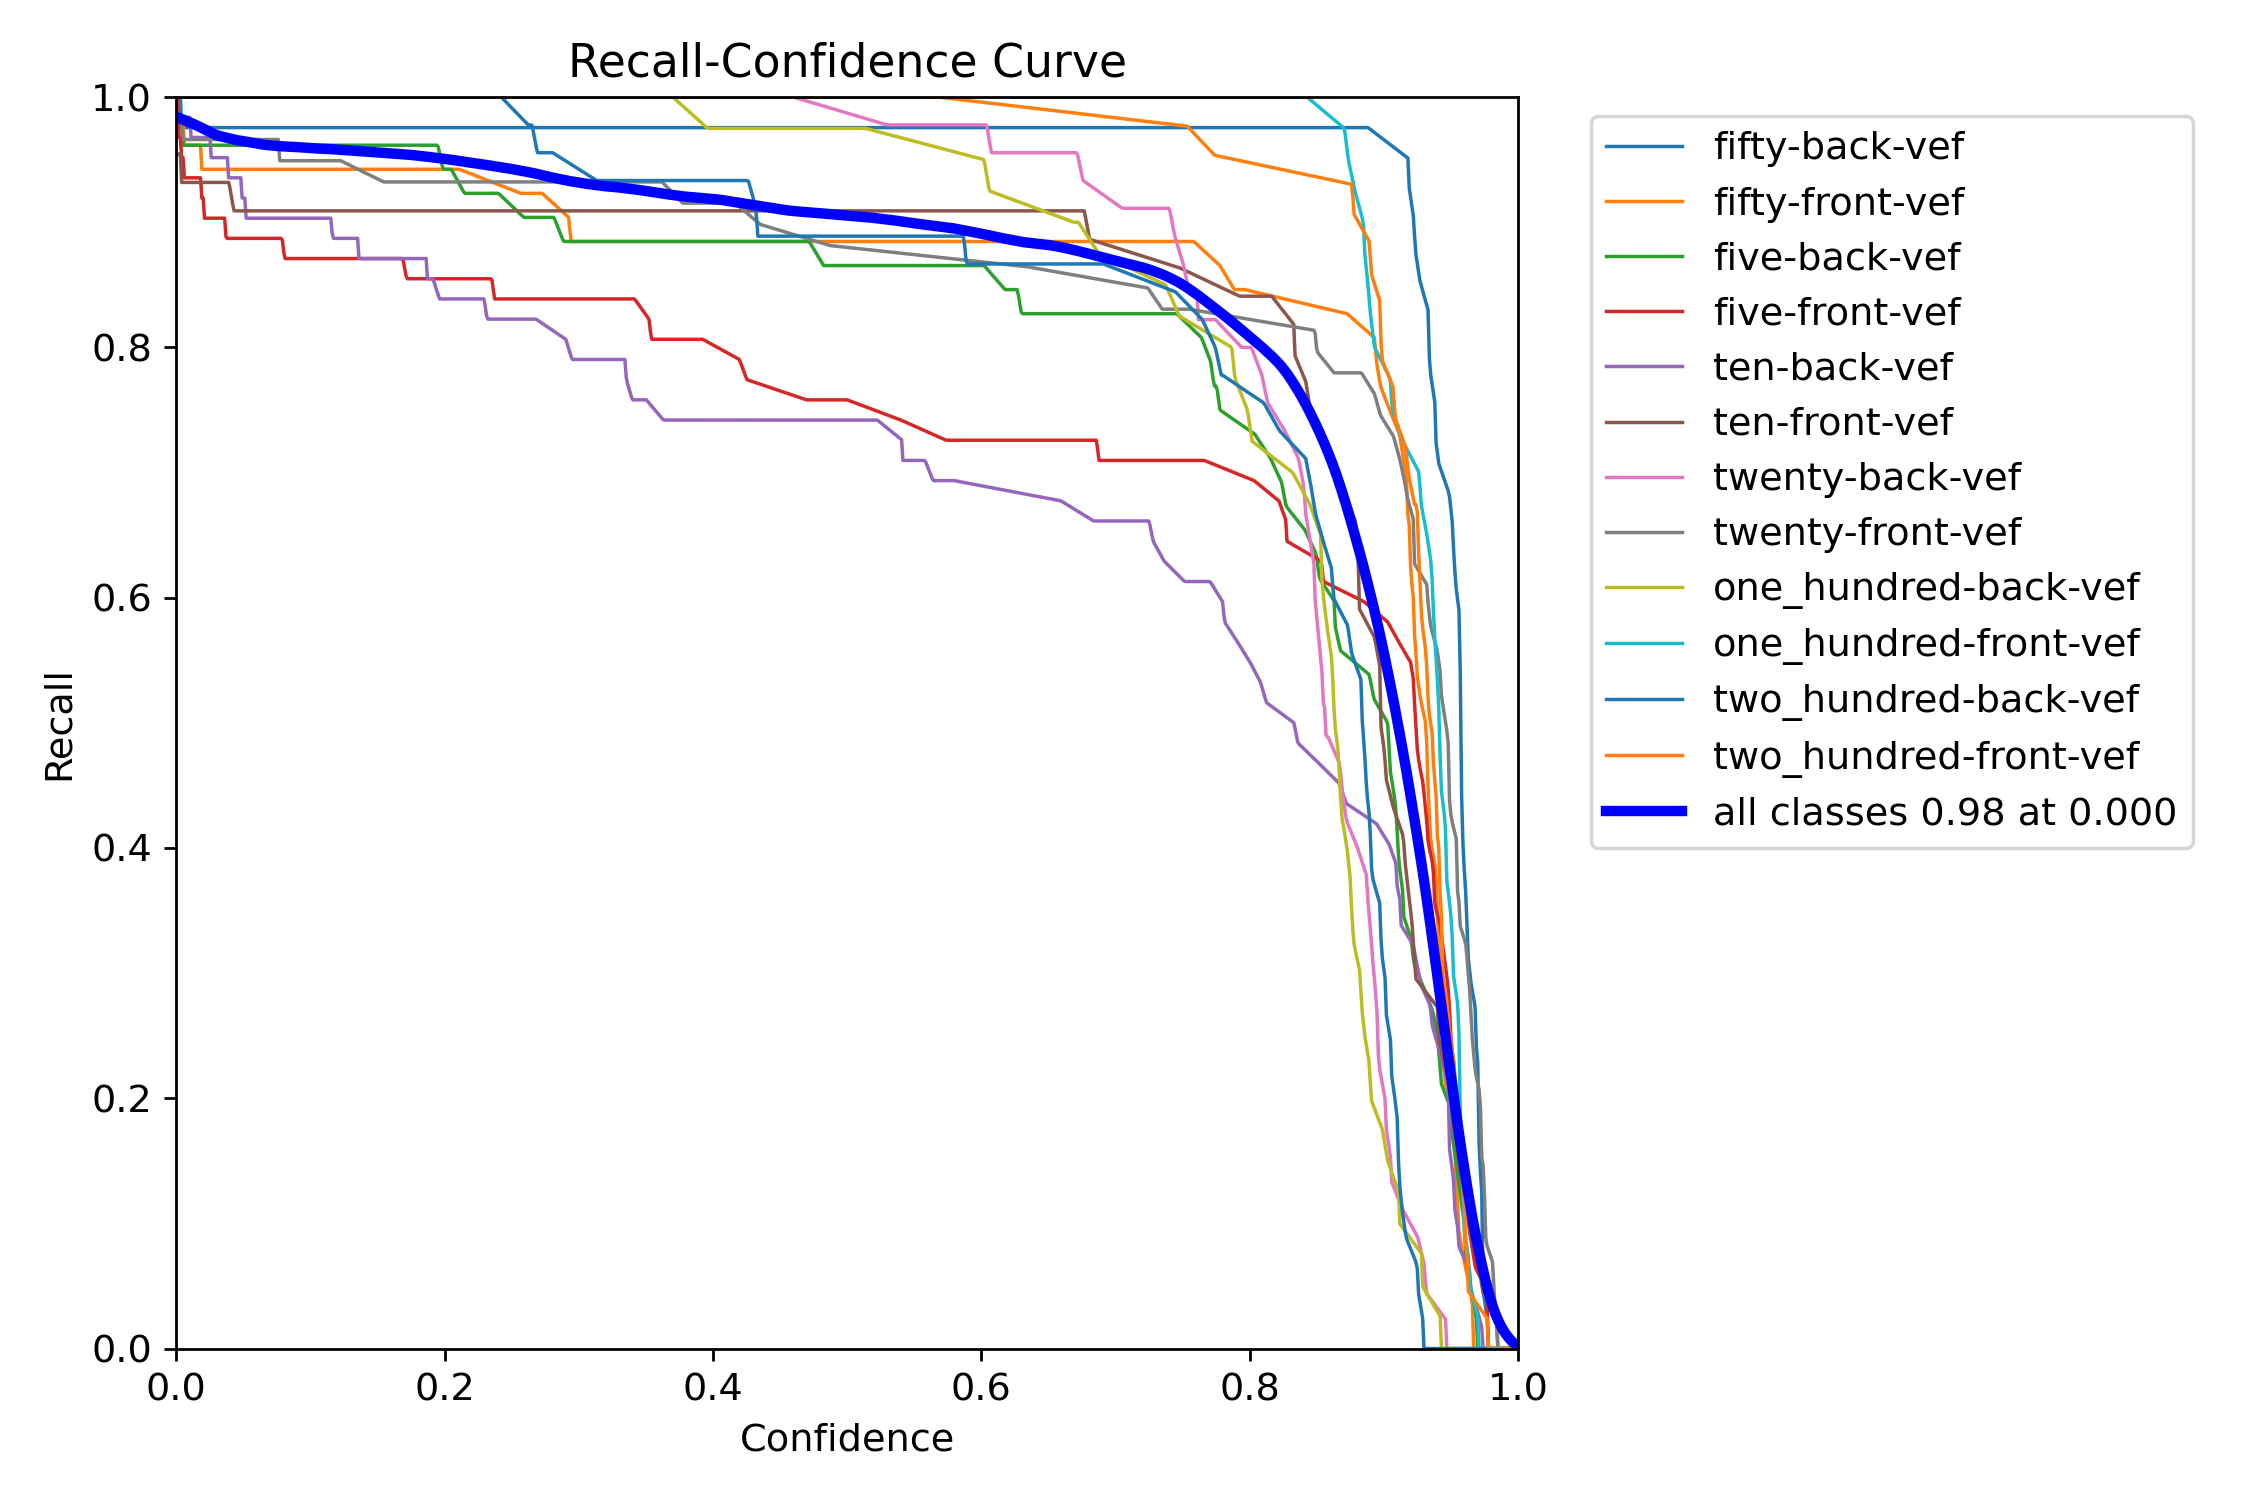 Recall-Confidence Curve
1.0
0.8
0.6
0.4
0.2
0.0
Recall
0.0 0.2 0.4 0.6 0.8 1.0
Confidence
fifty-back-vef
fifty-front-vef
five-back-vef
five-front-vef
ten-back-vef
ten-front-vef
twenty-back-vef
twenty-front-vef
one_hundred-back-vef
one_hundred-front-vef
two_hundred-back-vef
two_hundred-front-vef
all classes 0.98 at 0.000